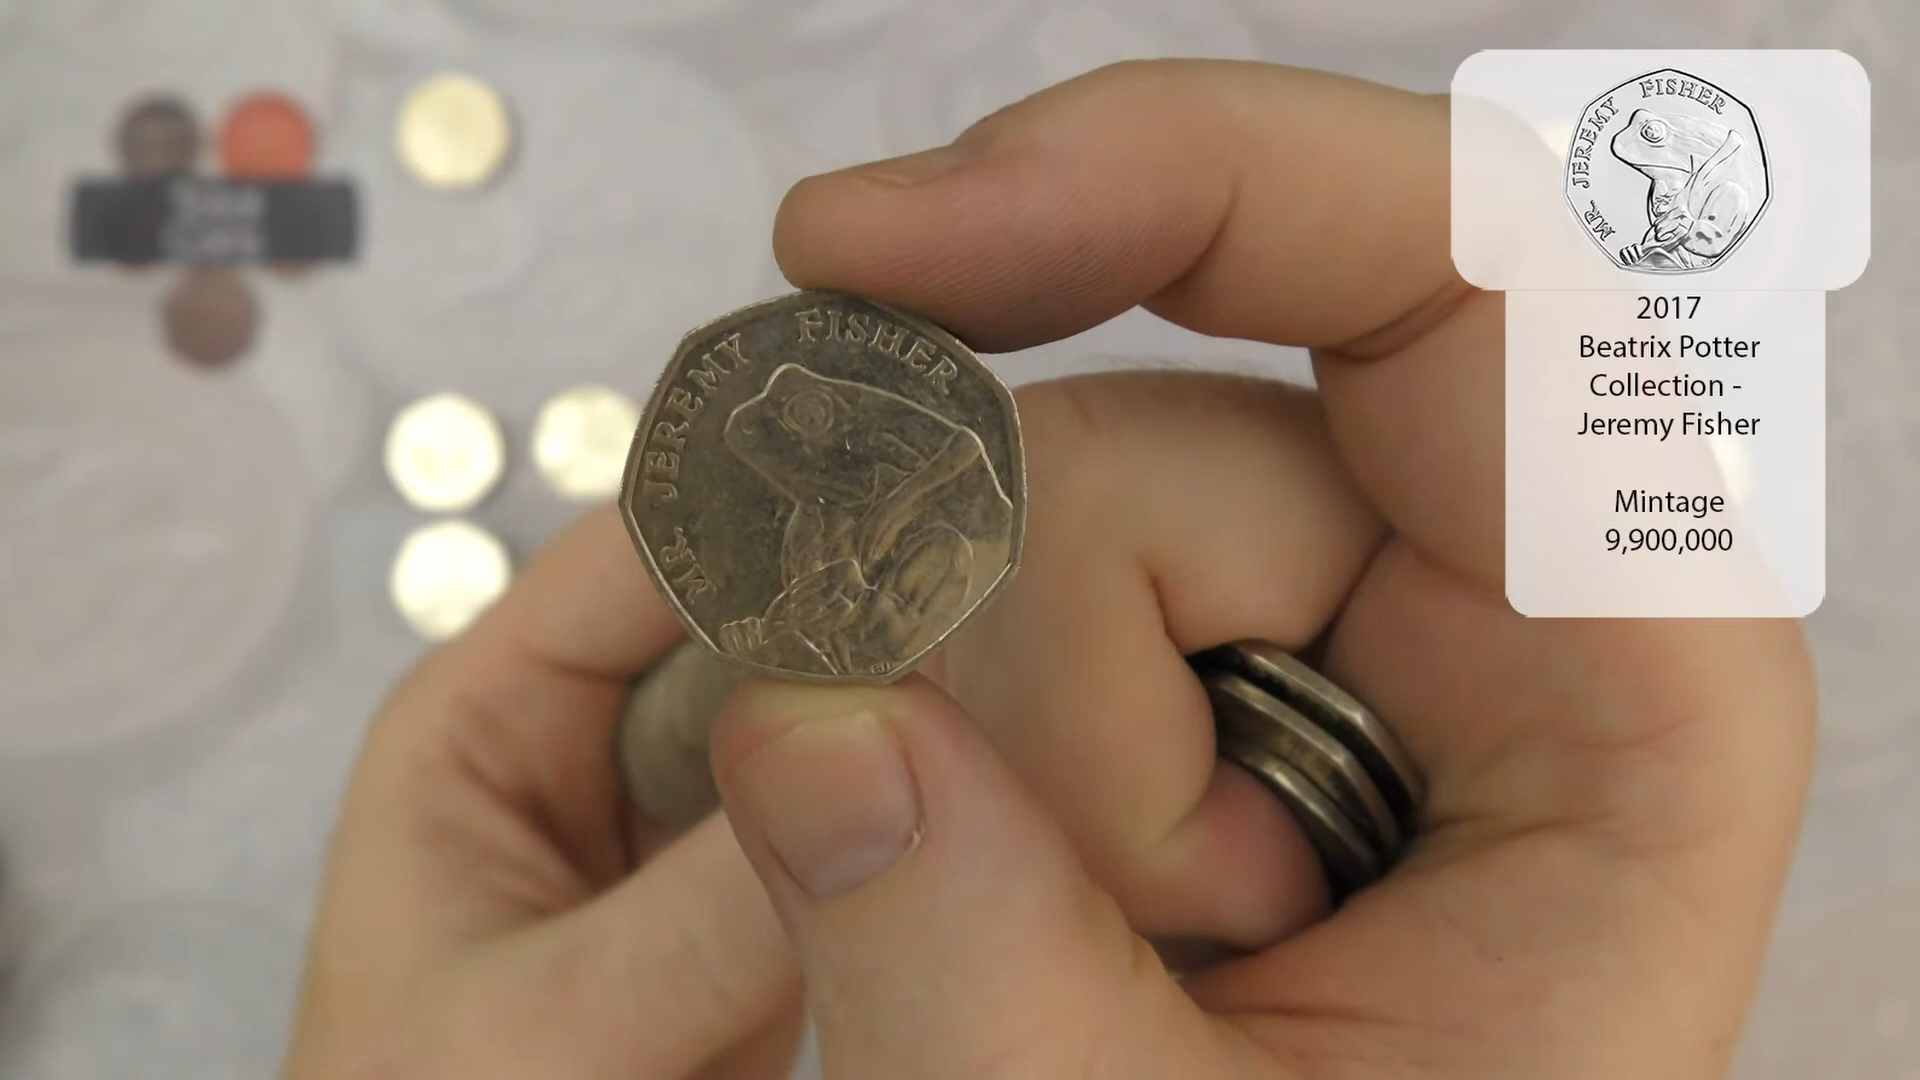 MR. JEREMY FISHER
MR. JEREMY FISHER
2017
Beatrix Potter
Collection -
Jeremy Fisher
Mintage
9,900,000